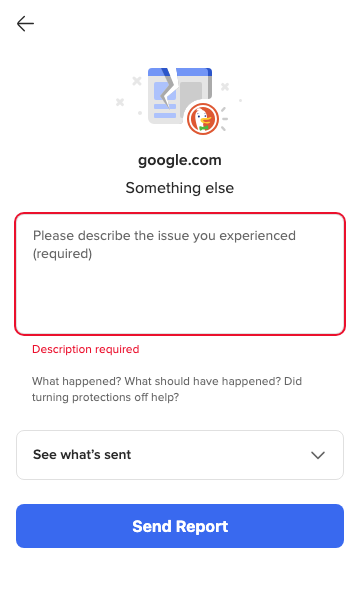 google.com
Something else
Please describe the issue you experienced
(required)
Description required
What happened? What should have happened? Did
turning protections off help?
See what's sent
Send Report